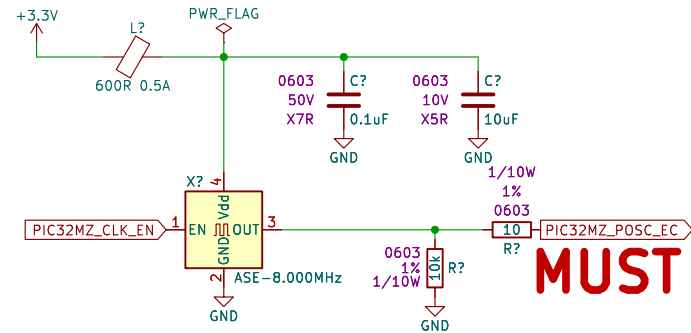 +3.3V
PWR_FLAG
L?
600R 0.5A
0603
50V
X7R
C?
0.1uF
GND
0603
10V
X5R
C?
10uF
GND
X?
4
Vdd
1
EN
OUT
3
GND
2
ASE-8.000MHz
GND
PIC32MZ_CLK_EN
0603
1%
1/10W
10k
R?
GND
1/10W
1%
0603
10
R?
PIC32MZ_POSC_EC
MUST